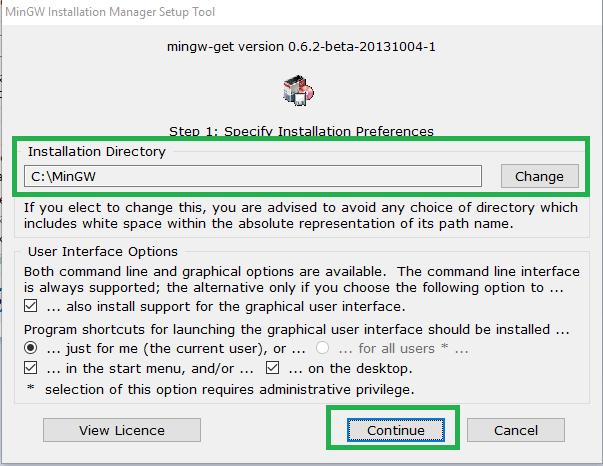 MinGW Installation Manager Setup Tool
mingw-get version 0.6.2-beta-20131004-1
Step 1: Specify Installation Preferences
Installation Directory
C:\MinGW
Change
If you elect to change this, you are advised to avoid any choice of directory which
includes white space within the absolute representation of its path name.
User Interface Options
Both command line and graphical options are available.  The command line interface
is always supported; the alternative only if you choose the following option to ...
... also install support for the graphical user interface.
Program shortcuts for launching the graphical user interface should be installed ...
... just for me (the current user), or ... ... for all users * ...
... in the start menu, and/or ... ... on the desktop.
*  selection of this option requires administrative privilege.
View Licence Continue Cancel